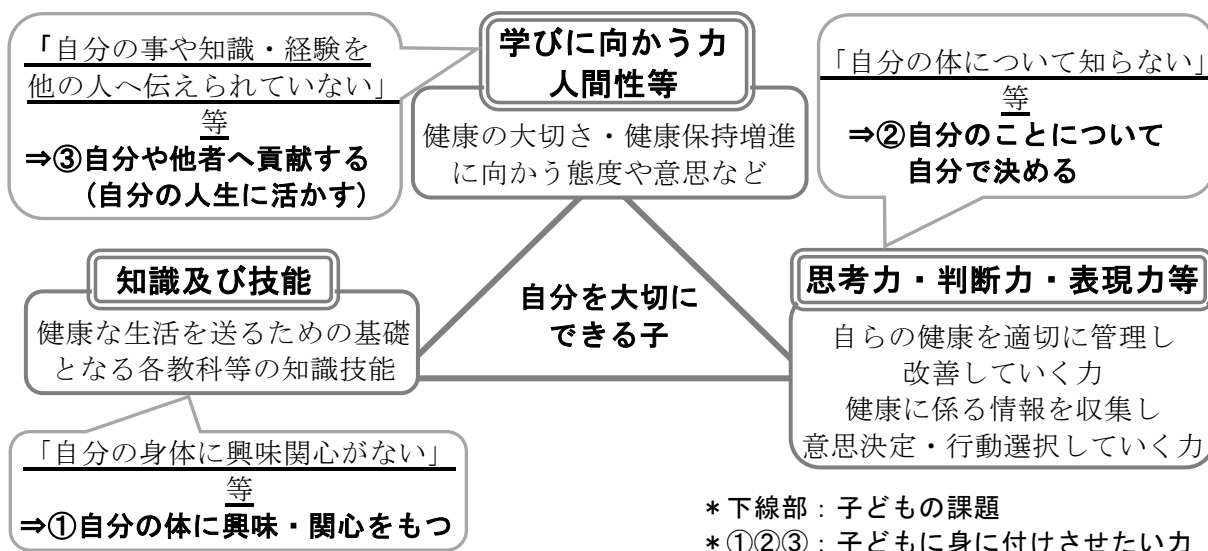 「自分の事や知識・経験を
他の人へ伝えられていない」
等
⇒③自分や他者へ貢献する
（自分の人生に活かす）
学びに向かう力
人間性等
健康の大切さ・健康保持増進
に向かう態度や意思など
「自分の体について知らない」
等
⇒②自分のことについて
自分で決める
知識及び技能
健康な生活を送るための基礎
となる各教科等の知識技能
自分を大切に
できる子
思考力・判断力・表現力等
自らの健康を適切に管理し
改善していく力
健康に係る情報を収集し
意思決定・行動選択していく力
「自分の身体に興味関心がない」
等
⇒①自分の体に興味・関心をもつ
＊下線部：子どもの課題
＊①②③：子どもに身に付けさせたい力